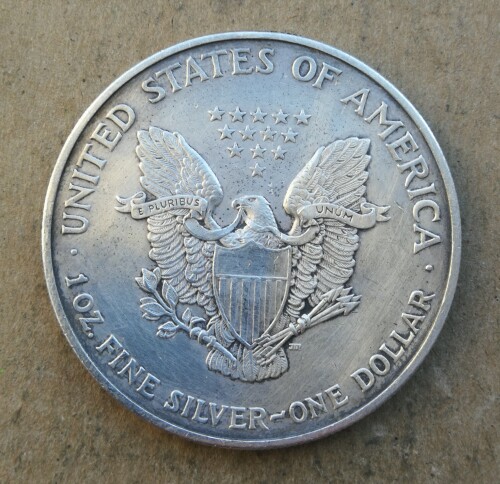 UNITED STATES OF AMERICA
E PLURIBUS UNUM
1 OZ. FINE SILVER~ONE DOLLAR